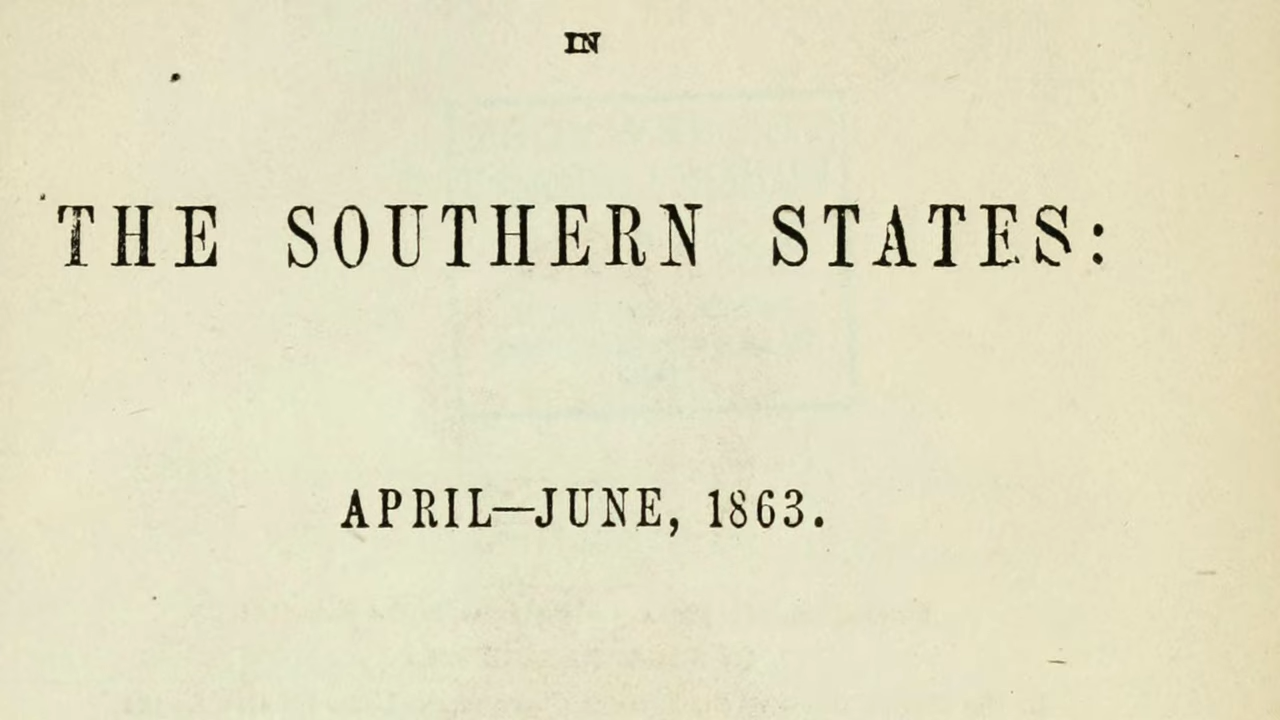 IN
THE SOUTHERN STATES:
APRIL—JUNE, 1863.